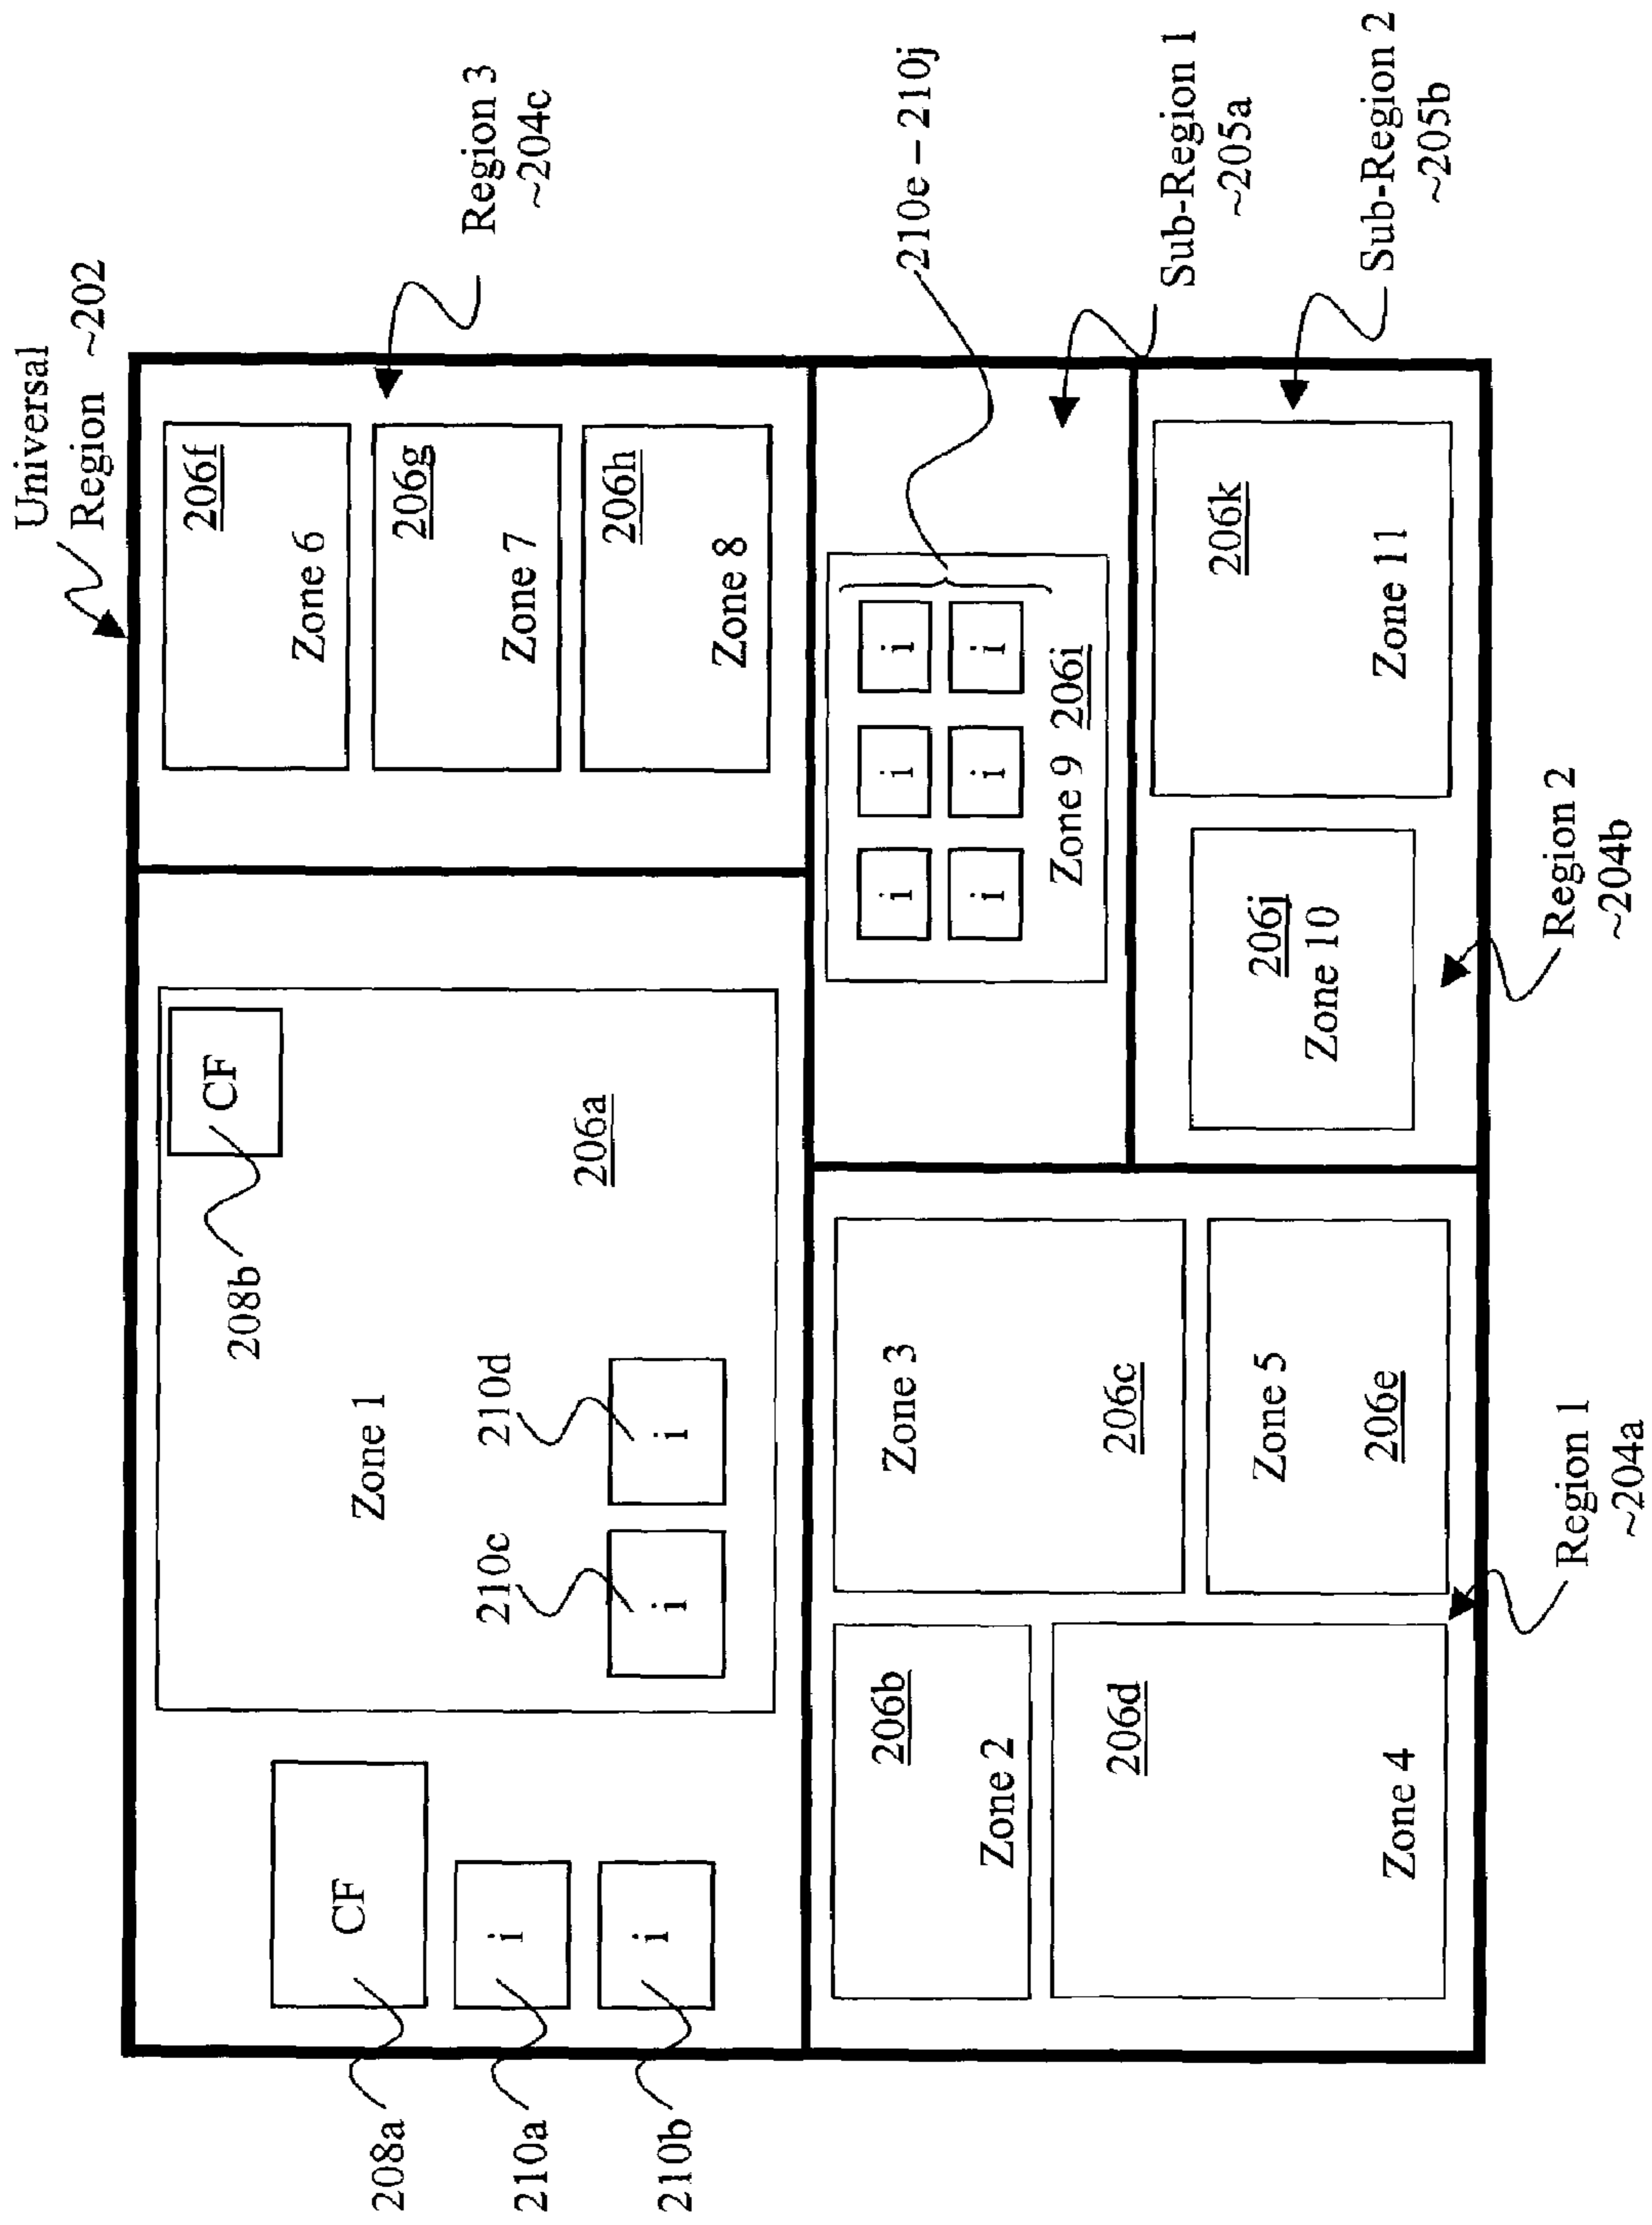 Universal
Region ~202
Region 3
~204c
208a
CF
210a
i
210b
i
Zone 1
208b
CF
210c
i
210d
i
206a
206f
Zone 6
206g
Zone 7
206h
Zone 8
210e – 210j
i i i
i i i
Zone 9 206i
Sub-Region 1
~205a
206b
Zone 2
Zone 3
206c
206d
Zone 4
Zone 5
206e
206j
Zone 10
206k
Zone 11
Sub-Region 2
~205b
Region 1
~204a
Region 2
~204b